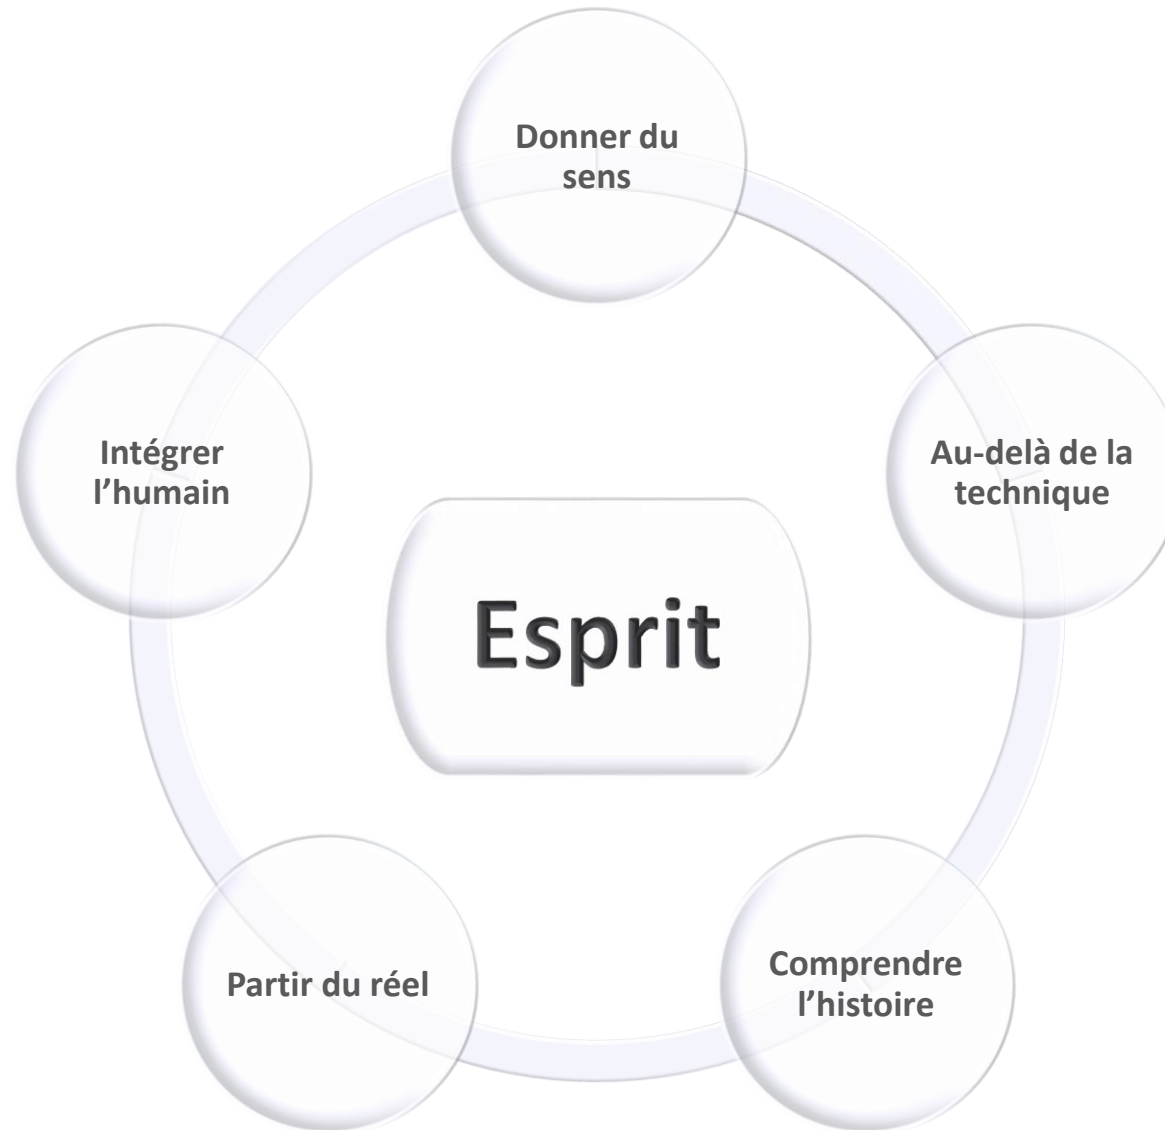 Donner du
sens
Au-delà de la
technique
Comprendre
l’histoire
Partir du réel
Intégrer
l’humain
Esprit